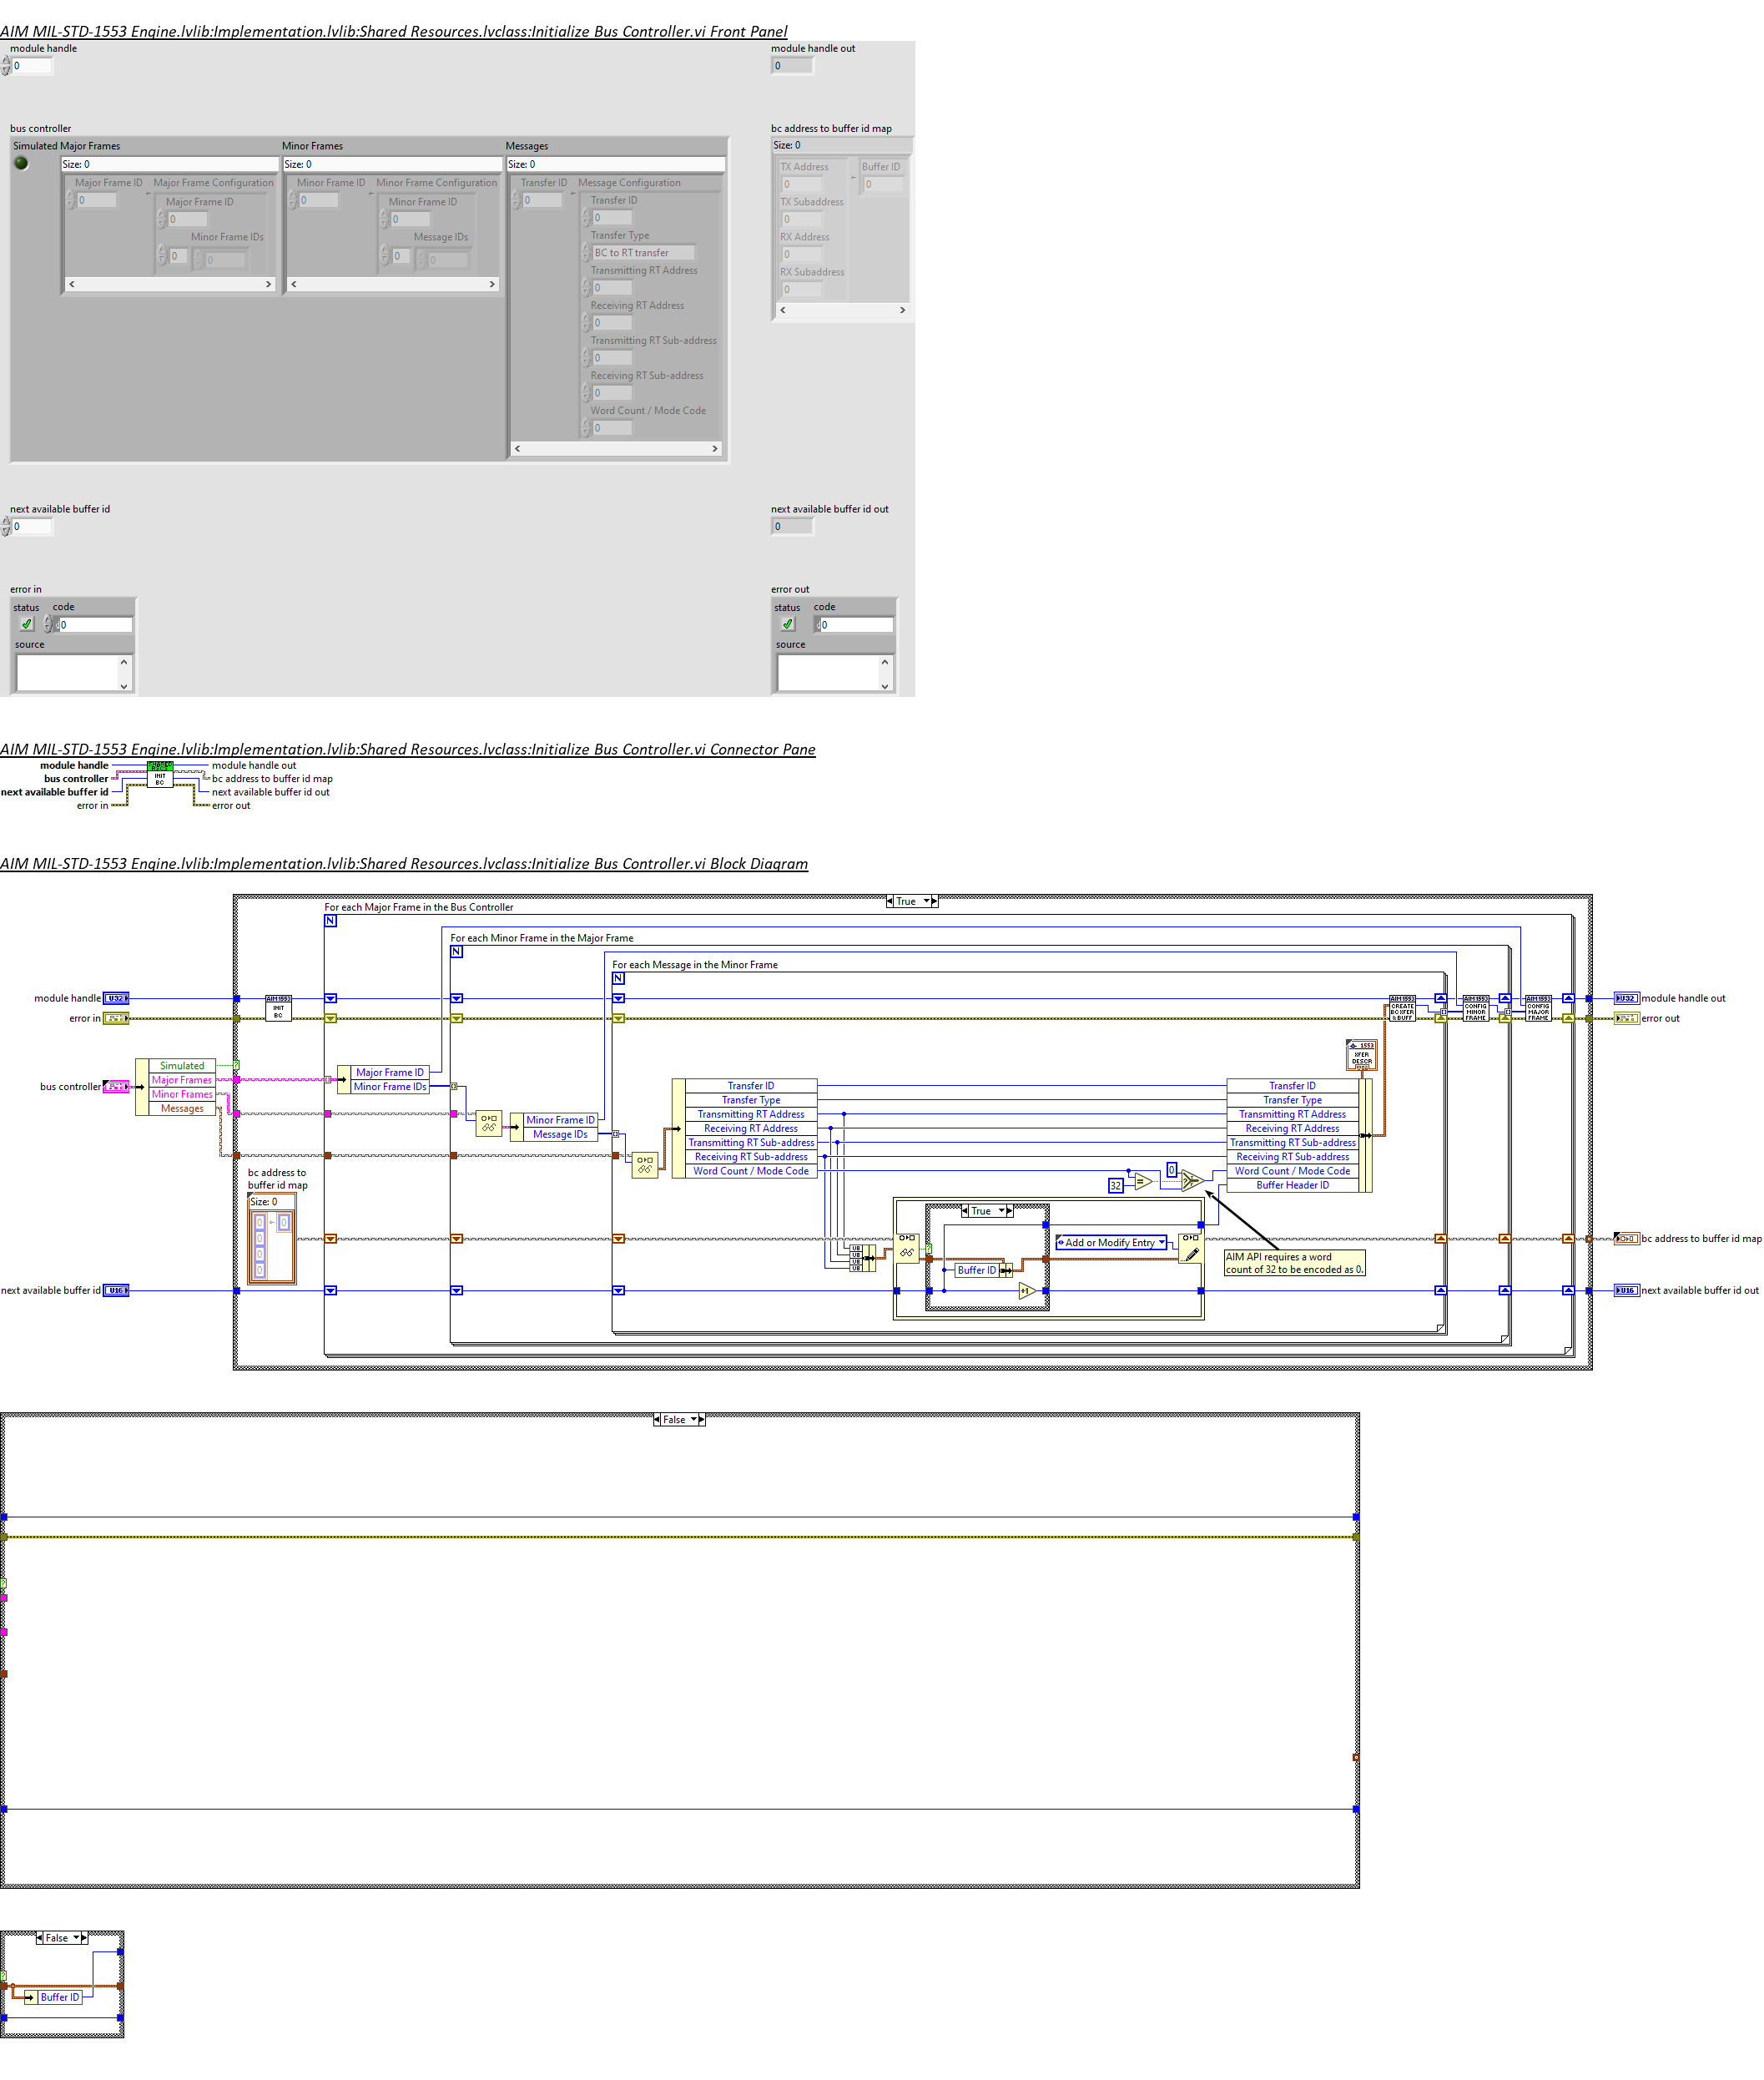 AIM MIL-STD-1553 Engine.lvlib:Implementation.lvlib:Shared Resources.lvclass:Initialize Bus Controller.vi Front Panel
module handle
0
module handle out
0
bus controller
Simulated Major Frames
Minor Frames
Messages
Size: 0
Size: 0
Size: 0
Major Frame ID
Major Frame Configuration
0
Major Frame ID
0
Minor Frame IDs
0
0
Minor Frame ID
Minor Frame Configuration
0
Minor Frame ID
0
Message IDs
0
0
Transfer ID
Message Configuration
0
Transfer ID
0
Transfer Type
BC to RT transfer
Transmitting RT Address
0
Receiving RT Address
0
Transmitting RT Sub-address
0
Receiving RT Sub-address
0
Word Count / Mode Code
0
bc address to buffer id map
Size: 0
TX Address
Buffer ID
0
0
TX Subaddress
0
RX Address
0
RX Subaddress
0
next available buffer id
0
next available buffer id out
0
error in
status code
0
source
error out
status code
0
source
AIM MIL-STD-1553 Engine.lvlib:Implementation.lvlib:Shared Resources.lvclass:Initialize Bus Controller.vi Connector Pane
module handle
bus controller
next available buffer id
error in
INIT
BC
module handle out
bc address to buffer id map
next available buffer id out
error out
AIM MIL-STD-1553 Engine.lvlib:Implementation.lvlib:Shared Resources.lvclass:Initialize Bus Controller.vi Block Diagram
True
For each Major Frame in the Bus Controller
N
For each Minor Frame in the Major Frame
N
For each Message in the Minor Frame
N
module handle
U32
error in
AIM1553
INIT
BC
AIM1553
CREATE
BC XFER
& BUFF
AIM1553
CONFIG
MINOR
FRAME
AIM1553
CONFIG
MAJOR
FRAME
U32
module handle out
error out
bus controller
Simulated
Major Frames
Minor Frames
Messages
Major Frame ID
Minor Frame IDs
Minor Frame ID
Message IDs
Transfer ID
Transfer Type
Transmitting RT Address
Receiving RT Address
Transmitting RT Sub-address
Receiving RT Sub-address
Word Count / Mode Code
1553
XFER
DESCR
Transfer ID
Transfer Type
Transmitting RT Address
Receiving RT Address
Transmitting RT Sub-address
Receiving RT Sub-address
Word Count / Mode Code
Buffer Header ID
32
=
0
bc address to
buffer id map
Size: 0
0
0
0
0
0
True
Buffer ID
+1
Add or Modify Entry
AIM API requires a word
count of 32 to be encoded as 0.
bc address to buffer id map
next available buffer id
U16
U16
next available buffer id out
False
False
Buffer ID